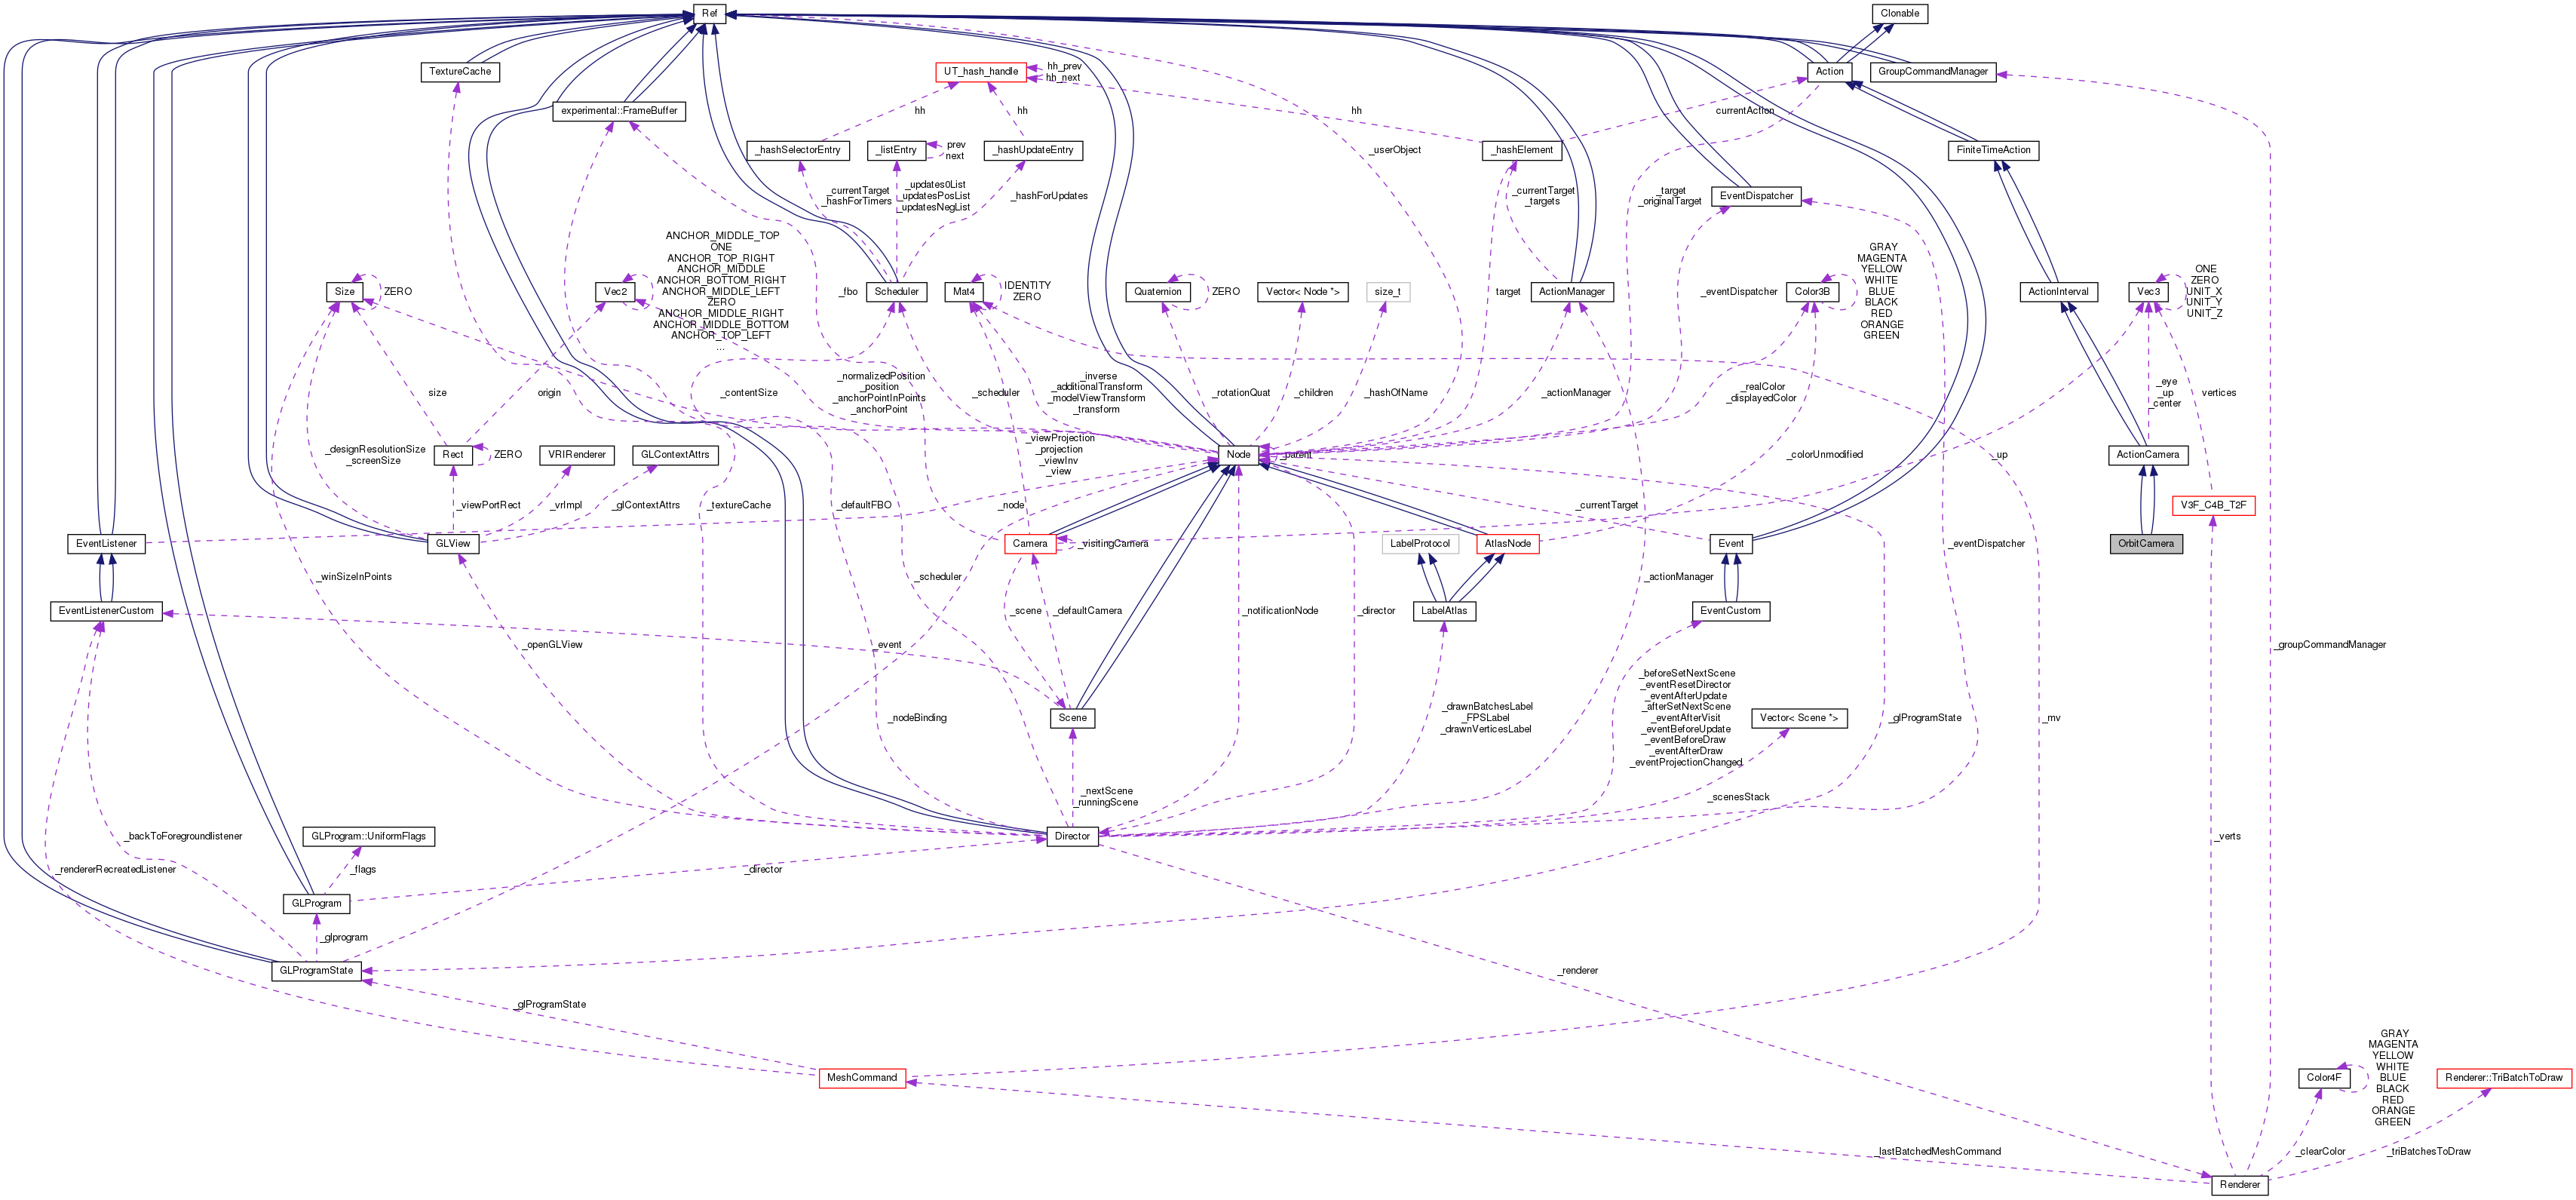 Ref
Clonable
TextureCache
UT_hash_handle
hh_prev
hh_next
Action
GroupCommandManager
experimental::FrameBuffer
hh
hh
hh
currentAction
_hashSelectorEntry
_listEntry
prev
next
_hashUpdateEntry
_userObject
_hashElement
FiniteTimeAction
_currentTarget
_hashForTimers
_updates0List
_updatesPosList
_updatesNegList
_hashForUpdates
_currentTarget
_targets
_target
_originalTarget
EventDispatcher
ANCHOR_MIDDLE_TOP
ONE
ANCHOR_TOP_RIGHT
ANCHOR_MIDDLE
ANCHOR_BOTTOM_RIGHT
ANCHOR_MIDDLE_LEFT
ZERO
ANCHOR_MIDDLE_RIGHT
ANCHOR_MIDDLE_BOTTOM
ANCHOR_TOP_LEFT
...
Size
ZERO
Vec2
_fbo
Scheduler
Mat4
IDENTITY
ZERO
Quaternion
ZERO
Vector< Node *>
size_t
target
ActionManager
_eventDispatcher
Color3B
GRAY
MAGENTA
YELLOW
WHITE
BLUE
BLACK
RED
ORANGE
GREEN
ActionInterval
Vec3
ONE
ZERO
UNIT_X
UNIT_Y
UNIT_Z
size
origin
_contentSize
_normalizedPosition
_position
_anchorPointInPoints
_anchorPoint
_scheduler
_inverse
_additionalTransform
_modelViewTransform
_transform
_rotationQuat
_children
_hashOfName
_actionManager
_realColor
_displayedColor
_eye
_up
_center
vertices
_designResolutionSize
_screenSize
Rect
ZERO
VRIRenderer
GLContextAttrs
_viewProjection
_projection
_viewInv
_view
Node
_parent
_colorUnmodified
_up
ActionCamera
_viewPortRect
_vrImpl
_glContextAttrs
_textureCache
_defaultFBO
_node
_currentTarget
V3F_C4B_T2F
EventListener
GLView
Camera
_visitingCamera
LabelProtocol
AtlasNode
Event
_eventDispatcher
OrbitCamera
_winSizeInPoints
_scheduler
_actionManager
EventListenerCustom
_scene
_defaultCamera
_notificationNode
_director
LabelAtlas
EventCustom
_openGLView
_event
_groupCommandManager
_nodeBinding
Scene
_drawnBatchesLabel
_FPSLabel
_drawnVerticesLabel
_beforeSetNextScene
_eventResetDirector
_eventAfterUpdate
_afterSetNextScene
_eventAfterVisit
_eventBeforeUpdate
_eventBeforeDraw
_eventAfterDraw
_eventProjectionChanged
Vector< Scene *>
_glProgramState
_mv
_nextScene
_runningScene
_scenesStack
_backToForegroundlistener
GLProgram::UniformFlags
Director
_verts
_rendererRecreatedListener
_flags
_director
GLProgram
_glprogram
GLProgramState
_renderer
_glProgramState
MeshCommand
Color4F
GRAY
MAGENTA
YELLOW
WHITE
BLUE
BLACK
RED
ORANGE
GREEN
Renderer::TriBatchToDraw
_lastBatchedMeshCommand
_clearColor
_triBatchesToDraw
Renderer